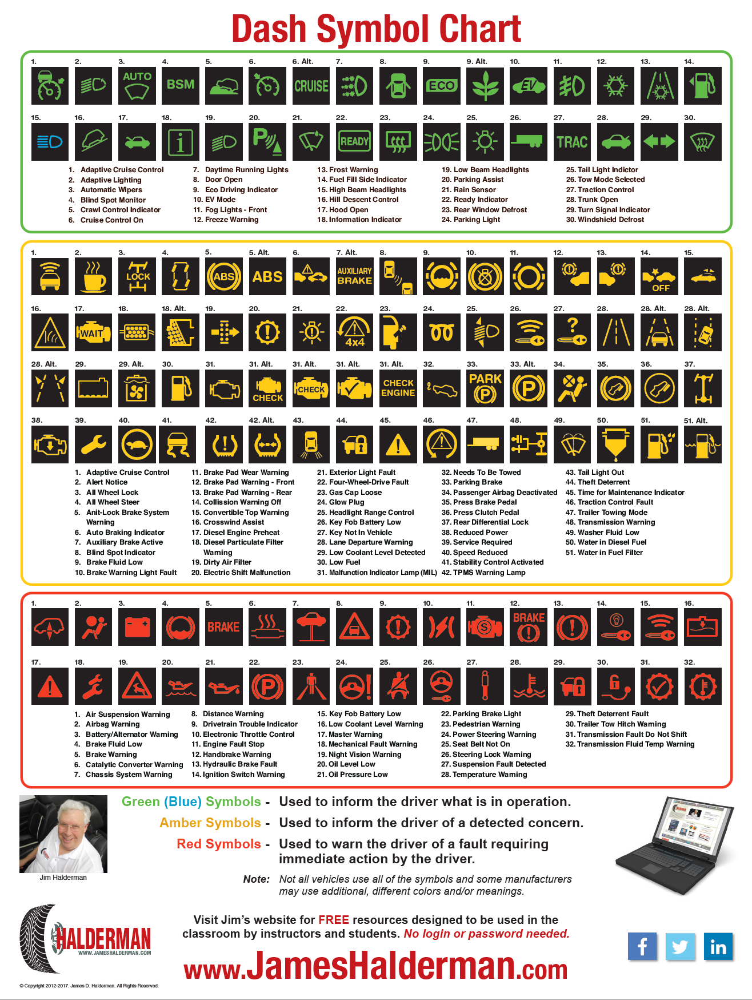 Dash Symbol Chart
1. 2. 3. 4. 5. 6. 6. Alt. 7. 8. 9. 9. Alt. 10. 11. 12. 13. 14.
AUTO BSM CRUISE ECO EV
15. 16. 17. 18. 19. 20. 21. 22. 23. 24. 25. 26. 27. 28. 29. 30.
i P READY TRAC
1. Adaptive Cruise Control
2. Adaptive Lighting
3. Automatic Wipers
4. Blind Spot Monitor
5. Crawl Control Indicator
6. Cruise Control On
7. Daytime Running Lights
8. Door Open
9. Eco Driving Indicator
10. EV Mode
11. Fog Lights - Front
12. Freeze Warning
13. Frost Warning
14. Fuel Fill Side Indicator
15. High Beam Headlights
16. Hill Descent Control
17. Hood Open
18. Information Indicator
19. Low Beam Headlights
20. Parking Assist
21. Rain Sensor
22. Ready Indicator
23. Rear Window Defrost
24. Parking Light
25. Tail Light Indictor
26. Tow Mode Selected
27. Traction Control
28. Trunk Open
29. Turn Signal Indicator
30. Windshield Defrost
1. 2. 3. 4. 5. 5. Alt. 6. 7. Alt. 8. 9. 10. 11. 12. 13. 14. 15.
LOCK ABS ABS AUXILIARY BRAKE OFF
16. 17. 18. 18. Alt. 19. 20. 21. 22. 23. 24. 25. 26. 27. 28. 28. Alt. 28. Alt.
WAIT ! ! ! 4x4 ?
28. Alt. 29. 29. Alt. 30. 31. 31. Alt. 31. Alt. 31. Alt. 31. Alt. 32. 33. 33. Alt. 34. 35. 36. 37.
CHECK CHECK CHECK ENGINE PARK P P
38. 39. 40. 41. 42. 42. Alt. 43. 44. 45. 46. 47. 48. 49. 50. 51. 51. Alt.
! ! !
1. Adaptive Cruise Control
2. Alert Notice
3. All Wheel Lock
4. All Wheel Steer
5. Anit-Lock Brake System
Warning
6. Auto Braking Indicator
7. Auxiliary Brake Active
8. Blind Spot Indicator
9. Brake Fluid Low
10. Brake Warning Light Fault
11. Brake Pad Wear Warning
12. Brake Pad Warning - Front
13. Brake Pad Warning - Rear
14. Collission Warning Off
15. Convertible Top Warning
16. Crosswind Assist
17. Diesel Engine Preheat
18. Diesel Particulate Filter
Warning
19. Dirty Air Filter
20. Electric Shift Malfunction
21. Exterior Light Fault
22. Four-Wheel-Drive Fault
23. Gas Cap Loose
24. Glow Plug
25. Headlight Range Control
26. Key Fob Battery Low
27. Key Not In Vehicle
28. Lane Departure Warning
29. Low Coolant Level Detected
30. Low Fuel
31. Malfunction Indicator Lamp (MIL)
32. Needs To Be Towed
33. Parking Brake
34. Passenger Airbag Deactivated
35. Press Brake Pedal
36. Press Clutch Pedal
37. Rear Differential Lock
38. Reduced Power
39. Service Required
40. Speed Reduced
41. Stability Control Activated
42. TPMS Warning Lamp
43. Tail Light Out
44. Theft Deterrent
45. Time for Maintenance Indicator
46. Traction Control Fault
47. Trailer Towing Mode
48. Transmission Warning
49. Washer Fluid Low
50. Water in Diesel Fuel
51. Water in Fuel Filter
1. 2. 3. 4. 5. 6. 7. 8. 9. 10. 11. 12. 13. 14. 15. 16.
BRAKE ! S BRAKE ! !
17. 18. 19. 20. 21. 22. 23. 24. 25. 26. 27. 28. 29. 30. 31. 32.
! P !
1. Air Suspension Warning
2. Airbag Warning
3. Battery/Alternator Warning
4. Brake Fluid Low
5. Brake Warning
6. Catalytic Converter Warning
7. Chassis System Warning
8. Distance Warning
9. Drivetrain Trouble Indicator
10. Electronic Throttle Control
11. Engine Fault Stop
12. Handbrake Warning
13. Hydraulic Brake Fault
14. Ignition Switch Warning
15. Key Fob Battery Low
16. Low Coolant Level Warning
17. Master Warning
18. Mechanical Fault Warning
19. Night Vision Warning
20. Oil Level Low
21. Oil Pressure Low
22. Parking Brake Light
23. Pedestrian Warning
24. Power Steering Warning
25. Seat Belt Not On
26. Steering Lock Warning
27. Suspension Fault Detected
28. Temperature Warning
29. Theft Deterrent Fault
30. Trailer Tow Hitch Warning
31. Transmission Fault Do Not Shift
32. Transmission Fluid Temp Warning
Green (Blue) Symbols - Used to inform the driver what is in operation.
Amber Symbols - Used to inform the driver of a detected concern.
Red Symbols - Used to warn the driver of a fault requiring
immediate action by the driver.
Jim Halderman
Note: Not all vehicles use all of the symbols and some manufacturers
may use additional, different colors and/or meanings.
Visit Jim's website for FREE resources designed to be used in the
classroom by instructors and students. No login or password needed.
HALDERMAN
WWW.JAMESHALDERMAN.COM
www.JamesHalderman.com
f in
© Copyright 2012-2017. James D. Halderman. All Rights Reserved.